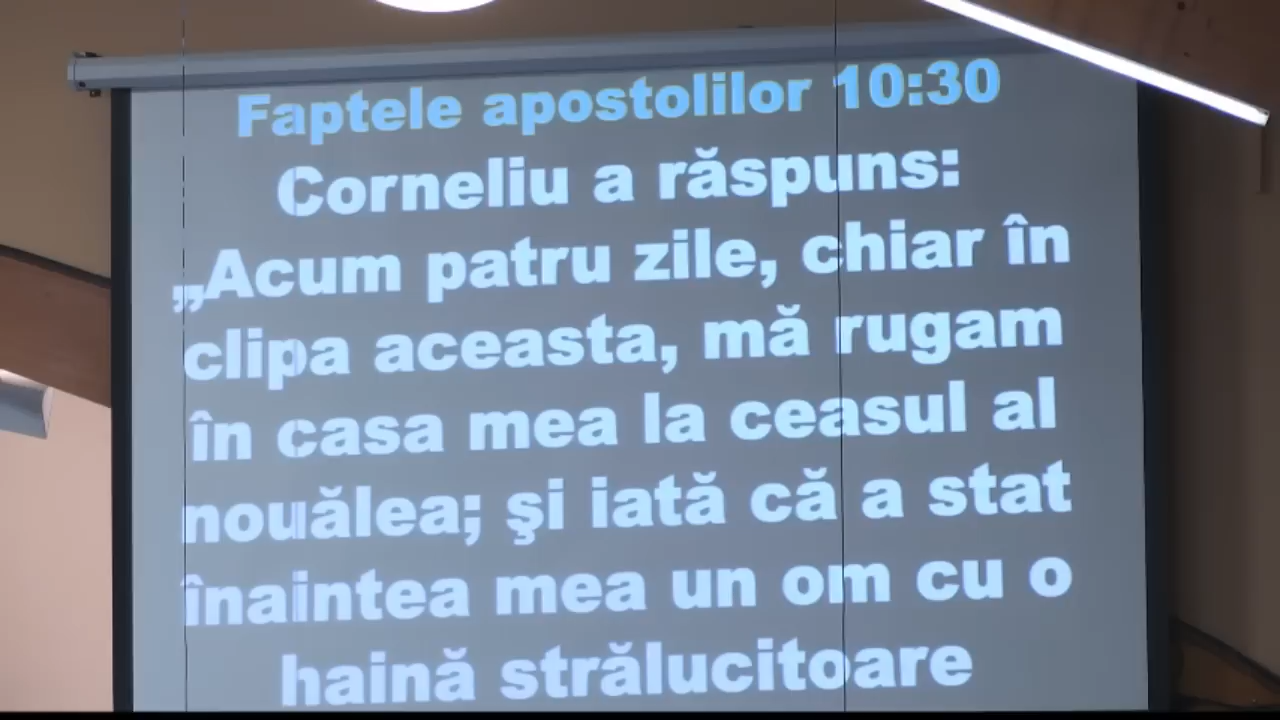 Faptele apostolilor 10:30
Corneliu a răspuns:
„Acum patru zile, chiar în
clipa aceasta, mă rugam
în casa mea la ceasul al
nouălea; şi iată că a stat
înaintea mea un om cu o
haină strălucitoare